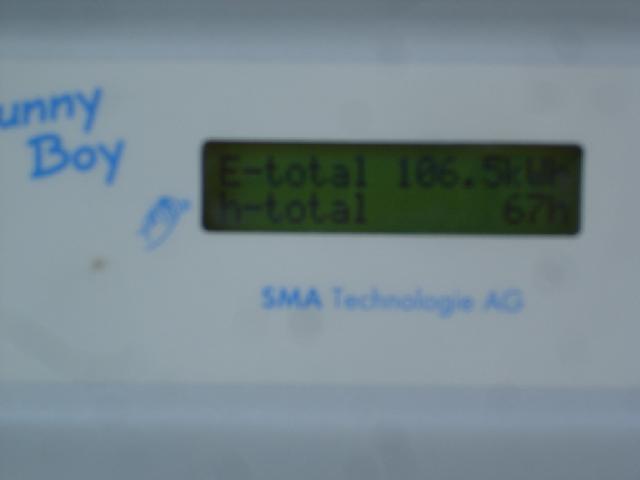 unny
Boy
E-total 106.5kWh
h-total 67h
SMA Technologie AG